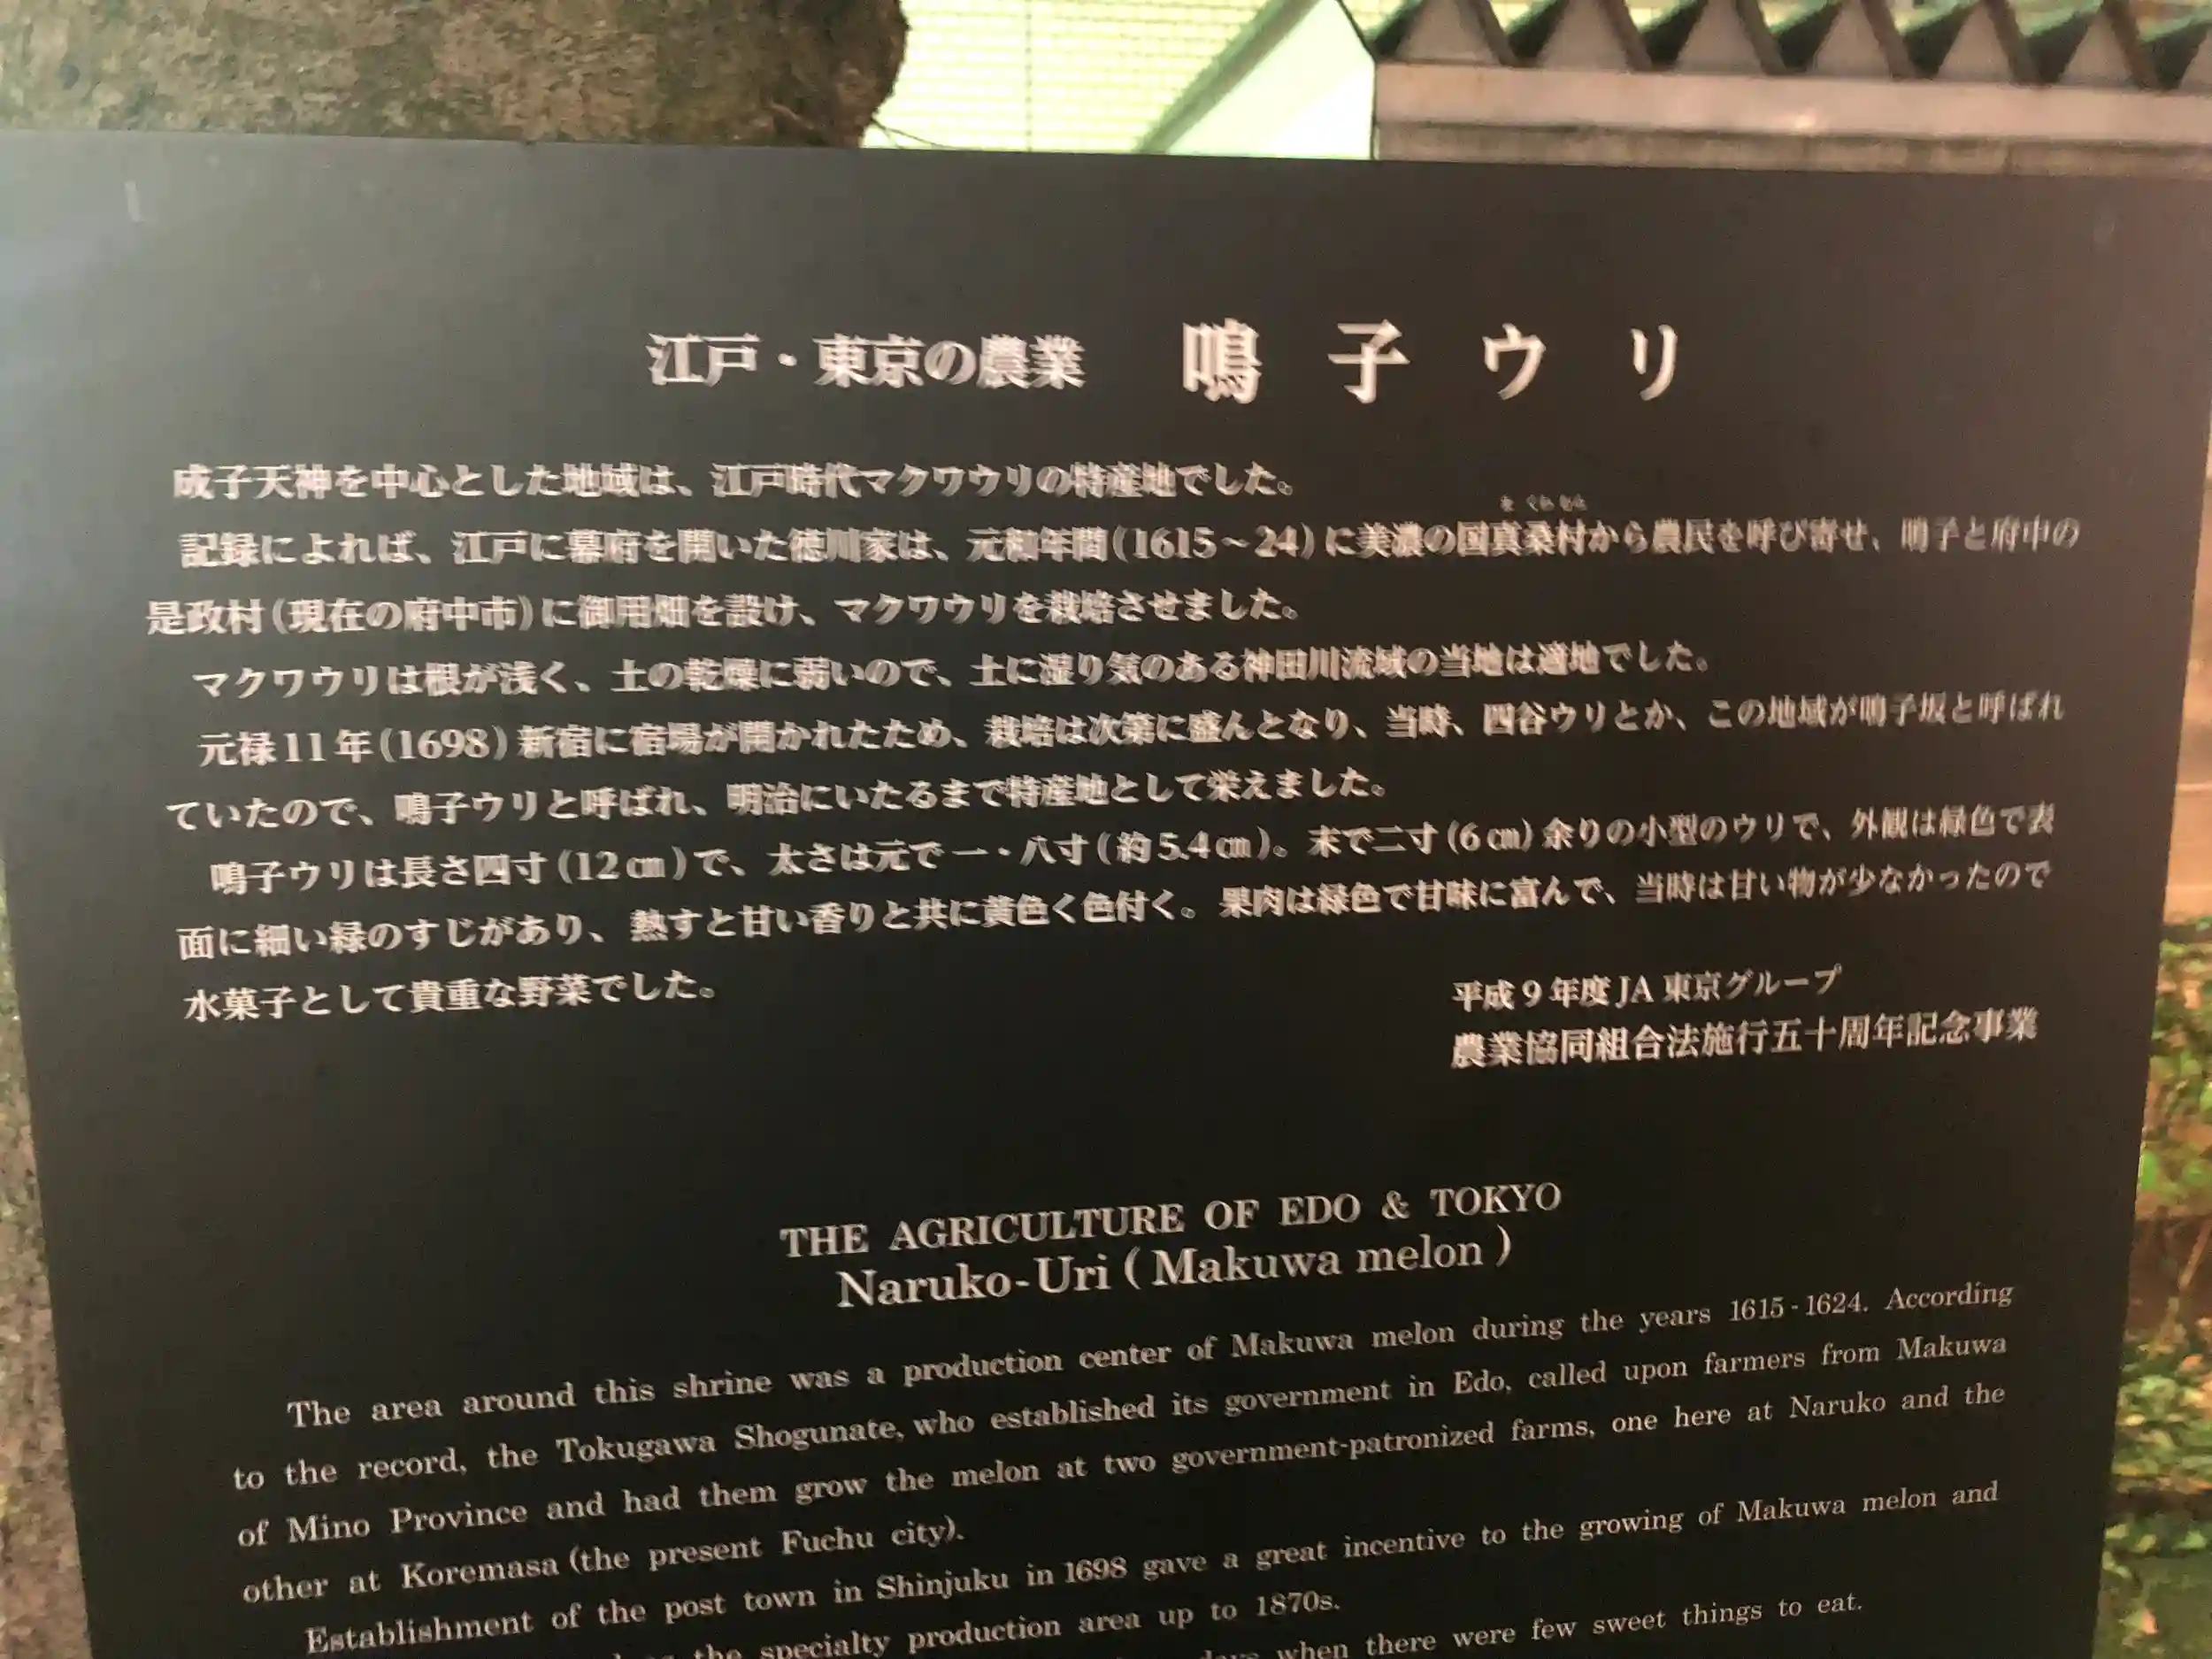 江戸・東京の農業 鳴子ウリ
成子天神を中心とした地域は、江戸時代マクワウリの特産地でした。
まくわむら
記録によれば、江戸に幕府を開いた徳川家は、元和年間(1615～24)に美濃の国真桑村から農民を呼び寄せ、鳴子と府中の
是政村(現在の府中市)に御用畑を設け、マクワウリを栽培させました。
マクワウリは根が浅く、土の乾燥に弱いので、土に湿り気のある神田川流域の当地は適地でした。
元禄11年(1698)新宿に宿場が開かれたため、栽培は次第に盛んとなり、当時、四谷ウリとか、この地域が鳴子坂と呼ばれ
ていたので、鳴子ウリと呼ばれ、明治にいたるまで特産地として栄えました。
鳴子ウリは長さ四寸(12㎝)で、太さは元で一・八寸(約5.4㎝)。末で二寸(6㎝)余りの小型のウリで、外観は緑色で表
面に細い緑のすじがあり、熟すと甘い香りと共に黄色く色付く。果肉は緑色で甘味に富んで、当時は甘い物が少なかったので
水菓子として貴重な野菜でした。
平成9年度JA東京グループ
農業協同組合法施行五十周年記念事業
THE AGRICULTURE OF EDO & TOKYO
Naruko-Uri (Makuwa melon)
The area around this shrine was a production center of Makuwa melon during the years 1615-1624. According
to the record, the Tokugawa Shogunate, who established its government in Edo, called upon farmers from Makuwa
of Mino Province and had them grow the melon at two government-patronized farms, one here at Naruko and the
other at Koremasa (the present Fuchu city).
Establishment of the post town in Shinjuku in 1698 gave a great incentive to the growing of Makuwa melon and
the specialty production area up to 1870s.
when there were few sweet things to eat.